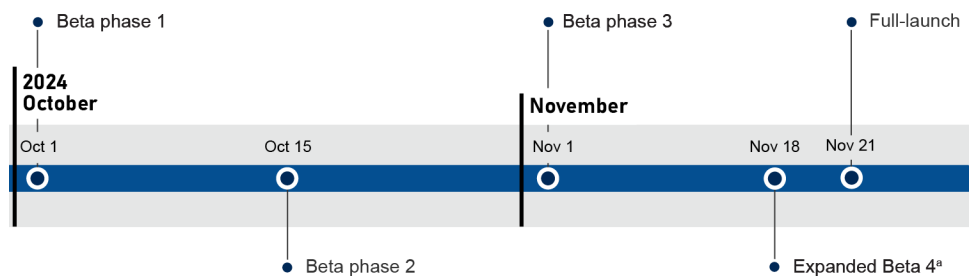 Beta phase 1
Beta phase 3
Full-launch
2024
October
November
Oct 1
Oct 15
Nov 1
Nov 18
Nov 21
Beta phase 2
Expanded Beta 4ª